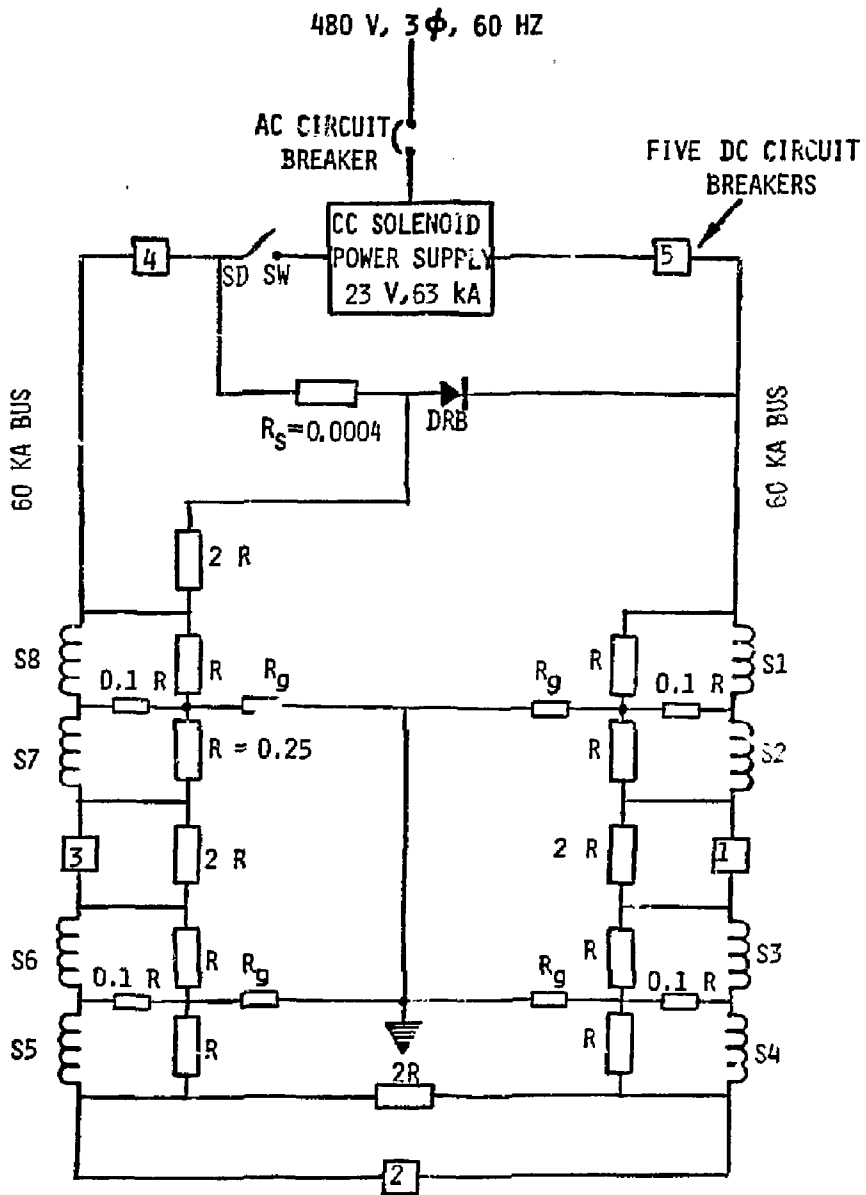 480 V, 3 ϕ, 60 HZ
AC CIRCUIT
BREAKER
FIVE DC CIRCUIT
BREAKERS
CC SOLENOID
POWER SUPPLY
23 V,63 kA
4
SD SW
5
R_s=0.0004
DRB
60 KA BUS
60 KA BUS
2 R
S8
0.1 R
R
R_g
R_g
R
0.1 R
S1
S7
R = 0.25
R
S2
3
2 R
2 R
1
S6
0.1 R
R
R_g
R_g
R
0.1 R
S3
S5
R
R
S4
2R
2